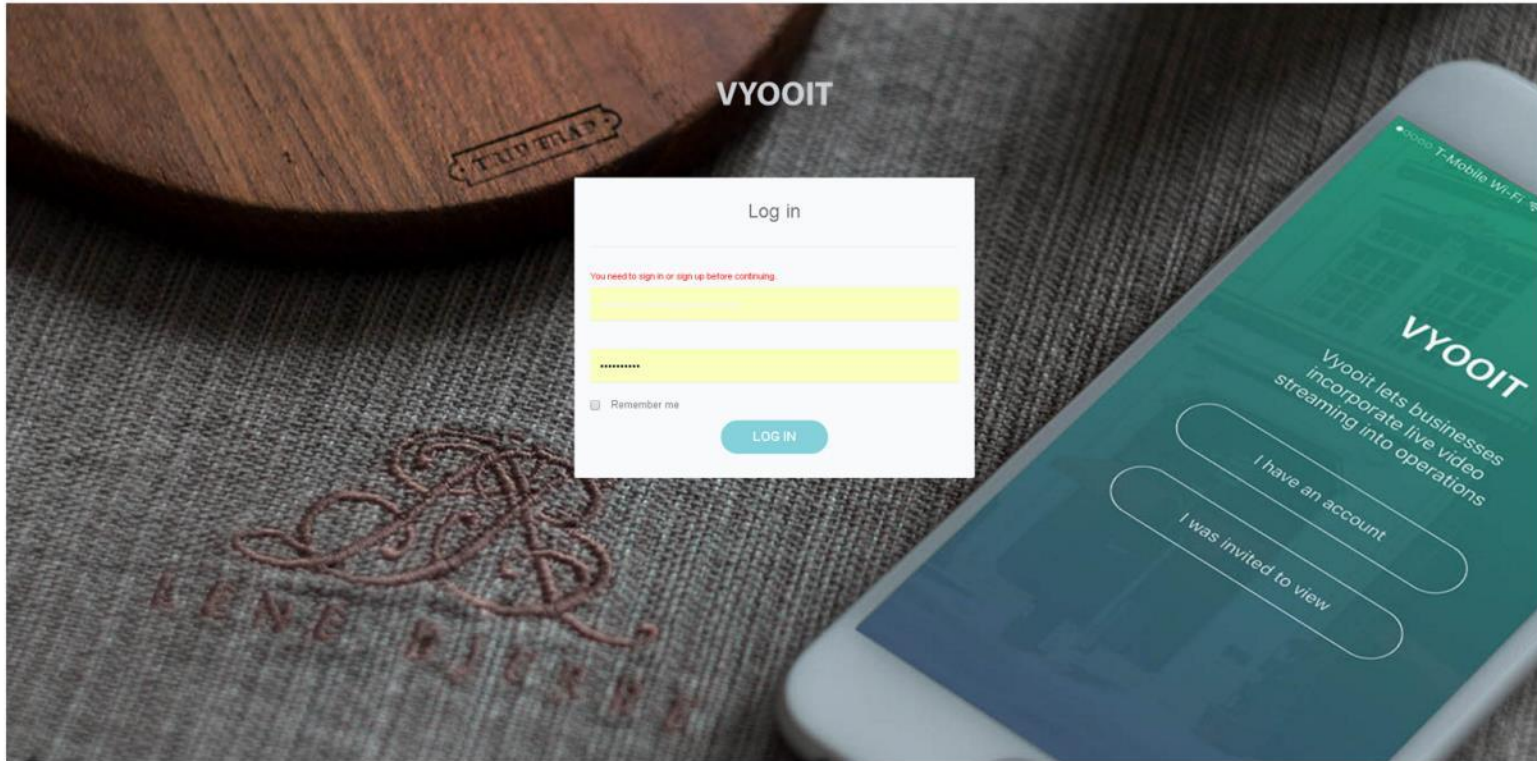 VYOOIT
Log in
You need to sign in or sign up before continuing.
••••••••••
Remember me
LOG IN
T-Mobile Wi-Fi
VYOOIT
Vyooit lets businesses
incorporate live video
streaming into operations
I have an account
I was invited to view